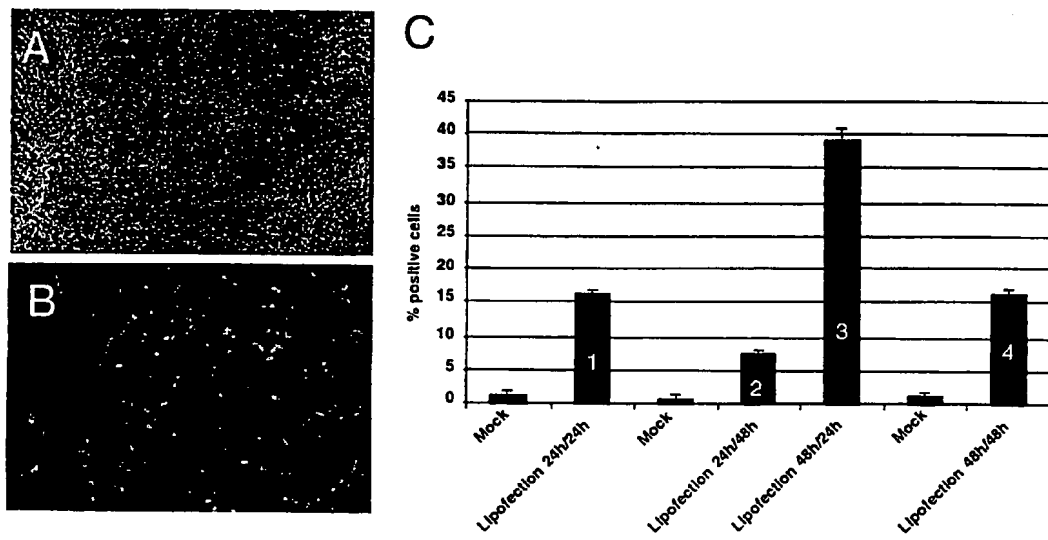 A
B
C
45
40
35
30
25
20
15
10
5
0
% positive cells
1
2
3
4
Mock
Lipofection 24h/24h
Mock
Lipofection 24h/48h
Lipofection 48h/24h
Mock
Lipofection 48h/48h